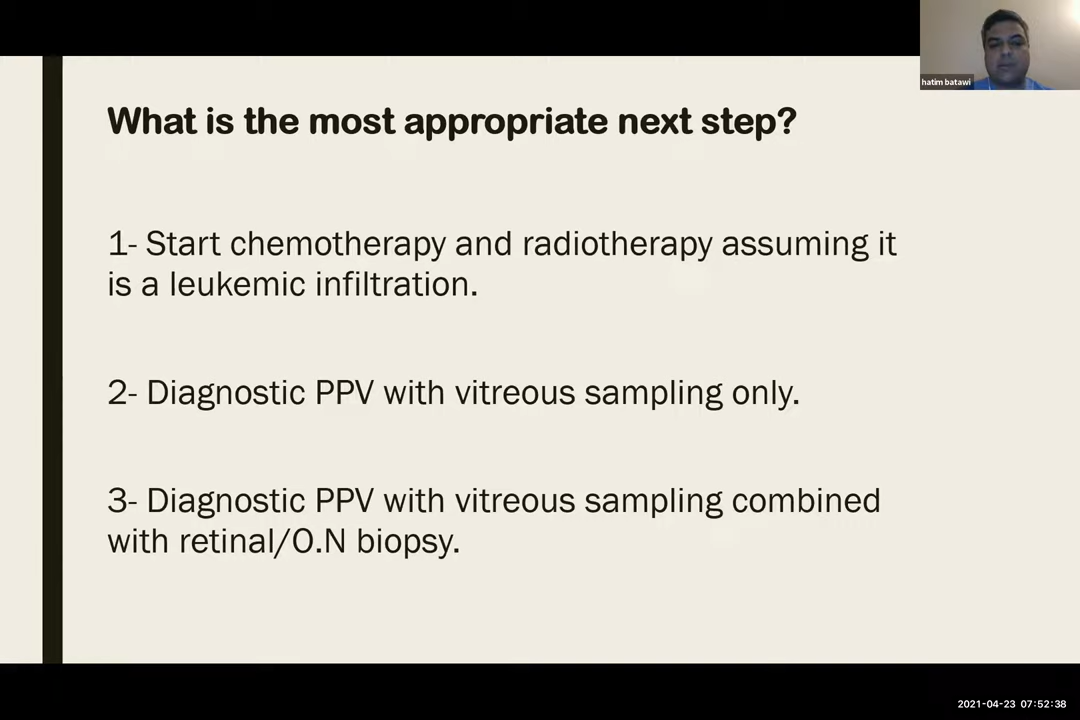 hatim batawi
What is the most appropriate next step?
1- Start chemotherapy and radiotherapy assuming it
is a leukemic infiltration.
2- Diagnostic PPV with vitreous sampling only.
3- Diagnostic PPV with vitreous sampling combined
with retinal/O.N biopsy.
2021-04-23 07:52:38